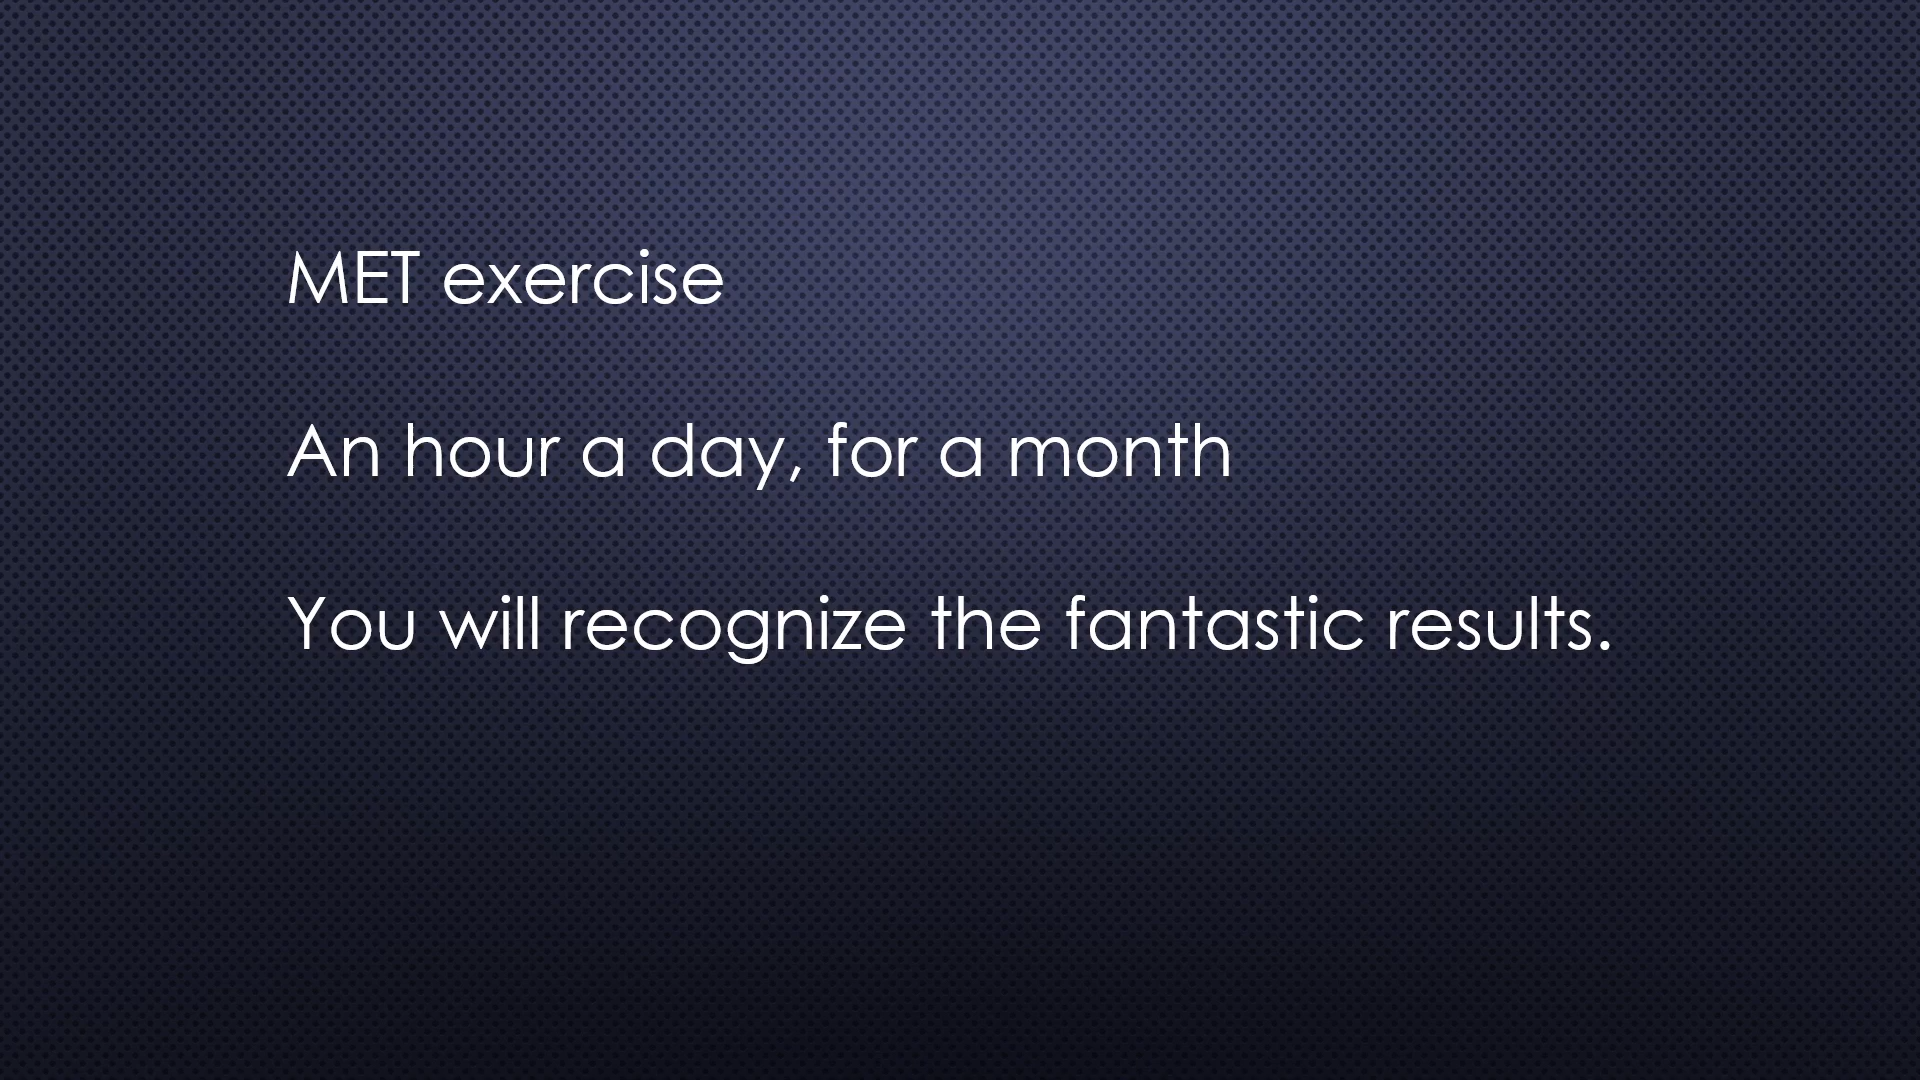 MET exercise
An hour a day, for a month
You will recognize the fantastic results.